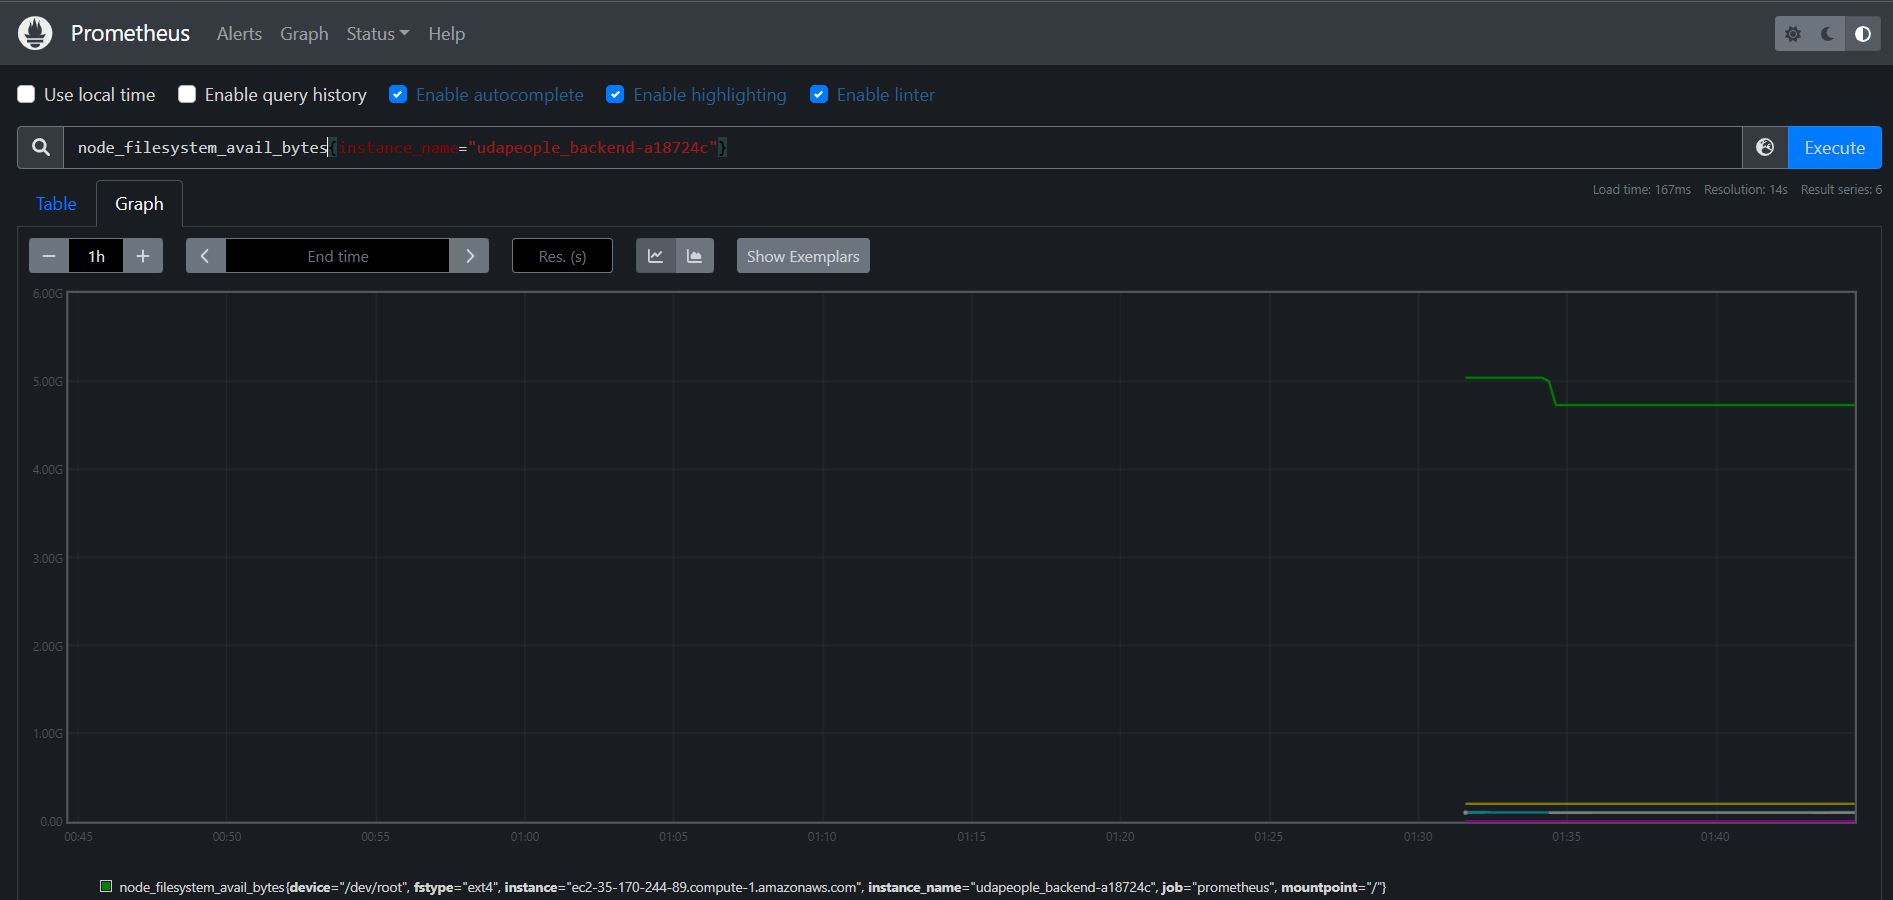 Prometheus Alerts Graph Status Help
Use local time Enable query history Enable autocomplete Enable highlighting Enable linter
node_filesystem_avail_bytes{instance_name="udapeople_backend-a18724c"} Execute
Load time: 167ms Resolution: 14s Result series: 6
Table Graph
1h End time Res. (s) Show Exemplars
6.00G
5.00G
4.00G
3.00G
2.00G
1.00G
0.00
00:45 00:50 00:55 01:00 01:05 01:10 01:15 01:20 01:25 01:30 01:35 01:40
node_filesystem_avail_bytes{device="/dev/root", fstype="ext4", instance="ec2-35-170-244-89.compute-1.amazonaws.com", instance_name="udapeople_backend-a18724c", job="prometheus", mountpoint="/"}